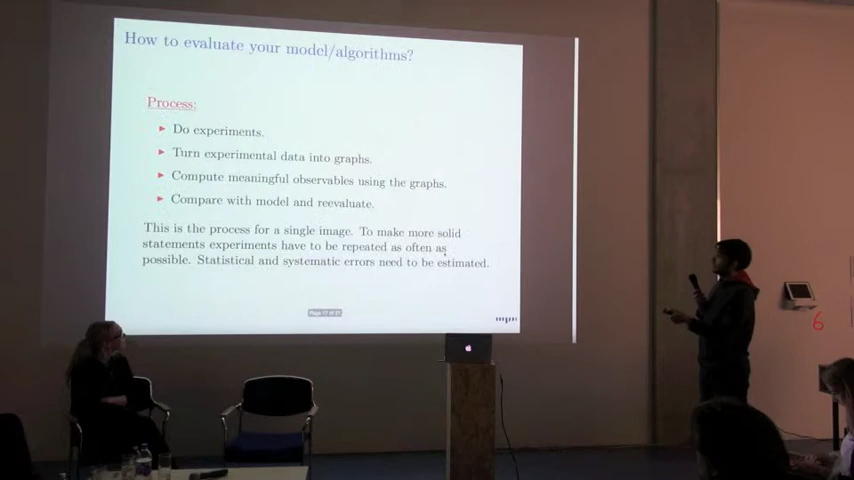 How to evaluate your model/algorithms?
Process:
Do experiments.
Turn experimental data into graphs.
Compute meaningful observables using the graphs.
Compare with model and reevaluate.
This is the process for a single image. To make more solid
statements experiments have to be repeated as often as
possible. Statistical and systematic errors need to be estimated.
6